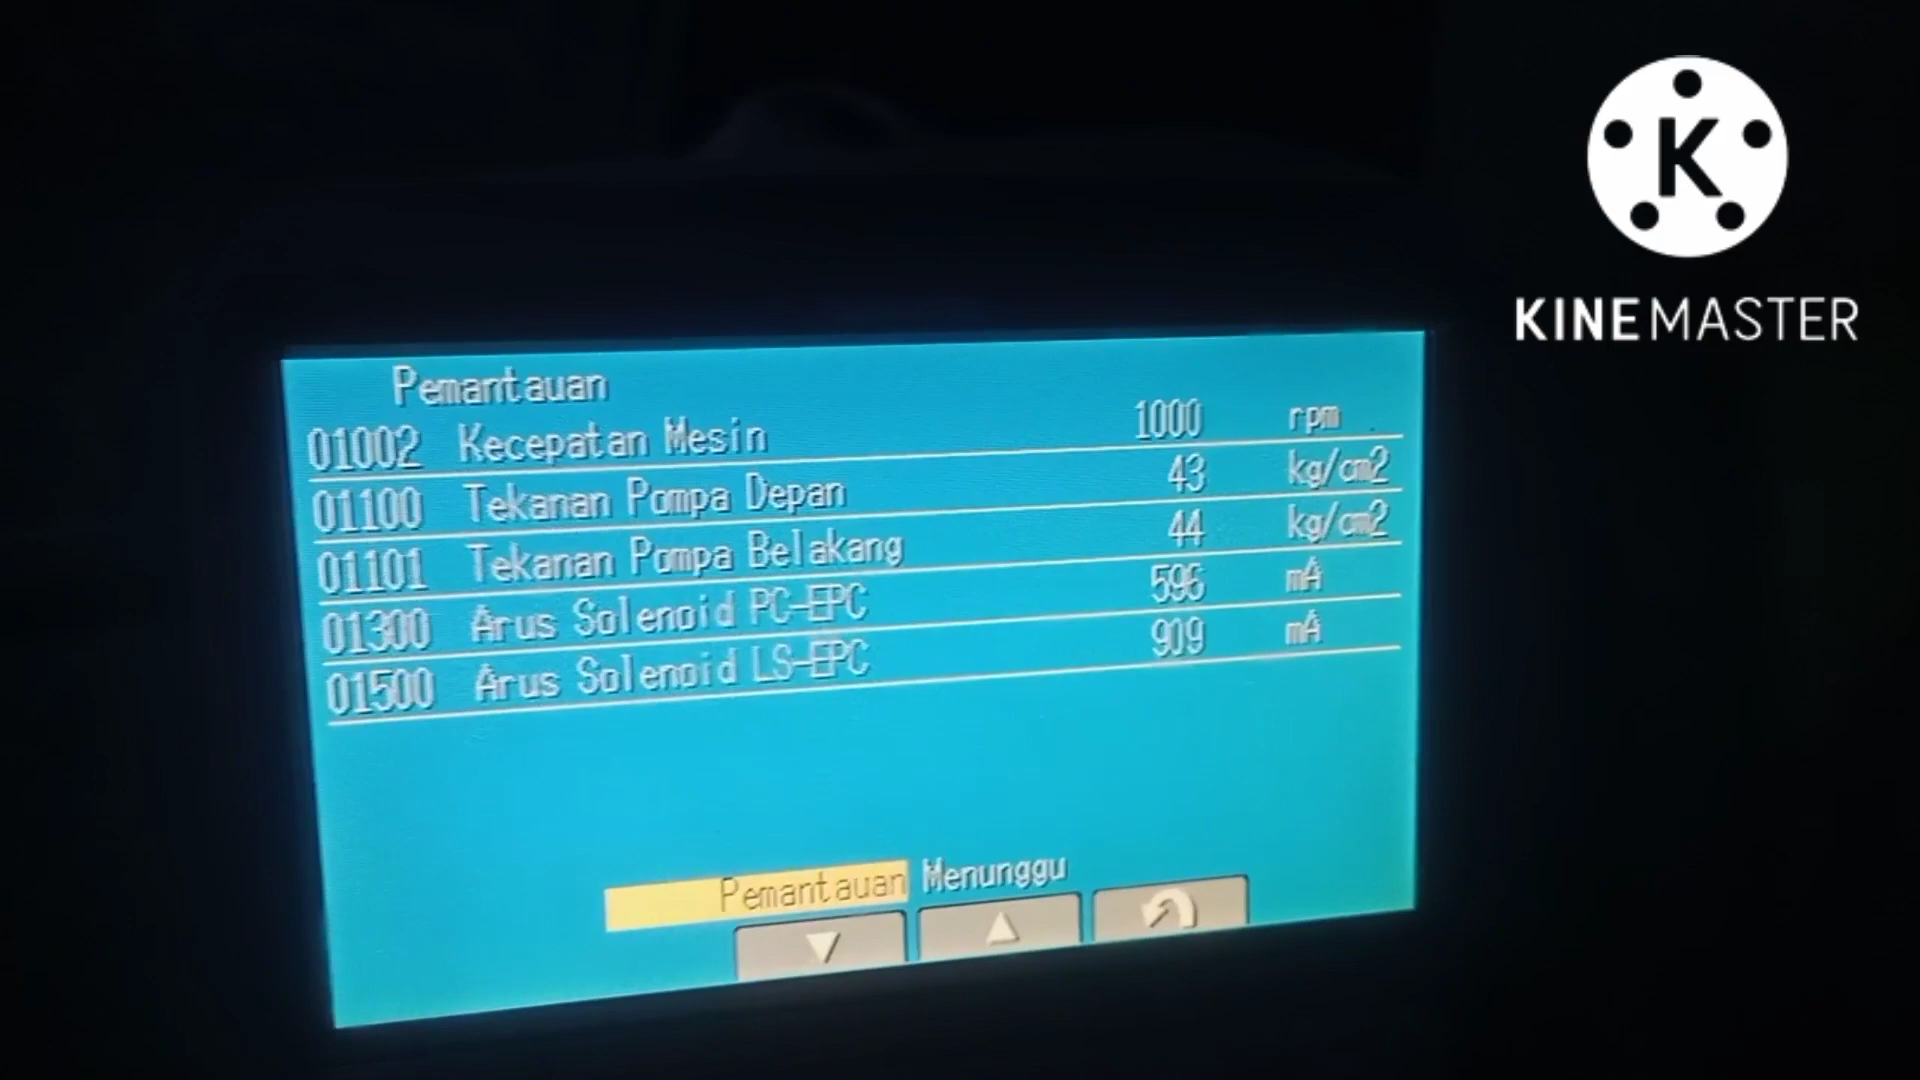 K
KINEMASTER
Pemantauan
01002 Kecepatan Mesin 1000 rpm
01100 Tekanan Pompa Depan 43 kg/cm2
01101 Tekanan Pompa Belakang 44 kg/cm2
01300 Arus Solenoid PC-EPC 596 mA
01500 Arus Solenoid LS-EPC 909 mA
Pemantauan Menunggu